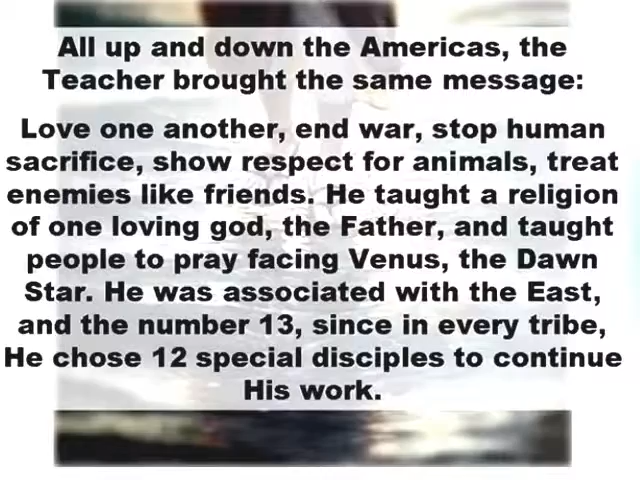 All up and down the Americas, the
Teacher brought the same message:
Love one another, end war, stop human
sacrifice, show respect for animals, treat
enemies like friends. He taught a religion
of one loving god, the Father, and taught
people to pray facing Venus, the Dawn
Star. He was associated with the East,
and the number 13, since in every tribe,
He chose 12 special disciples to continue
His work.